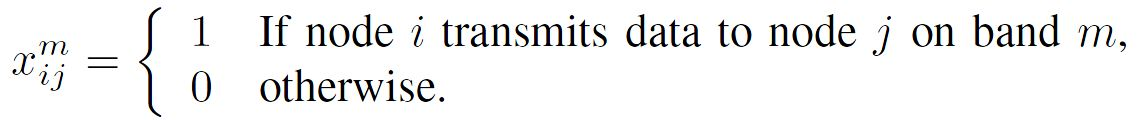 x_{ij}^{m} = { 1 If node i transmits data to node j on band m,
0 otherwise.